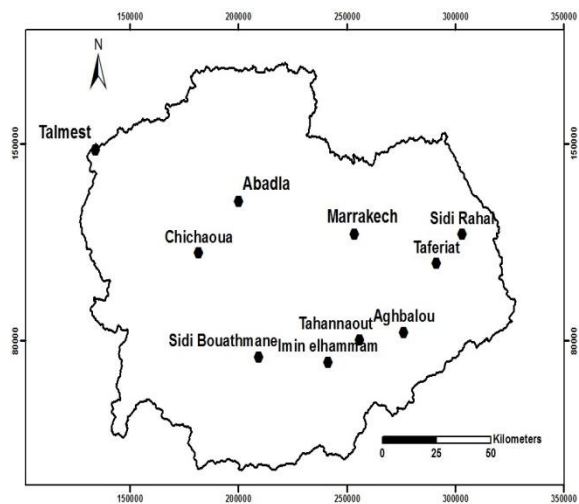 150000 200000 250000 300000 350000
N
150000 150000
Talmest
Abadla
Marrakech Sidi Rahal
Chichaoua
Taferiat
Tahannaout Aghbalou
80000 80000
Sidi Bouathmane Imin elhammam
Kilometers
0 25 50
150000 200000 250000 300000 350000